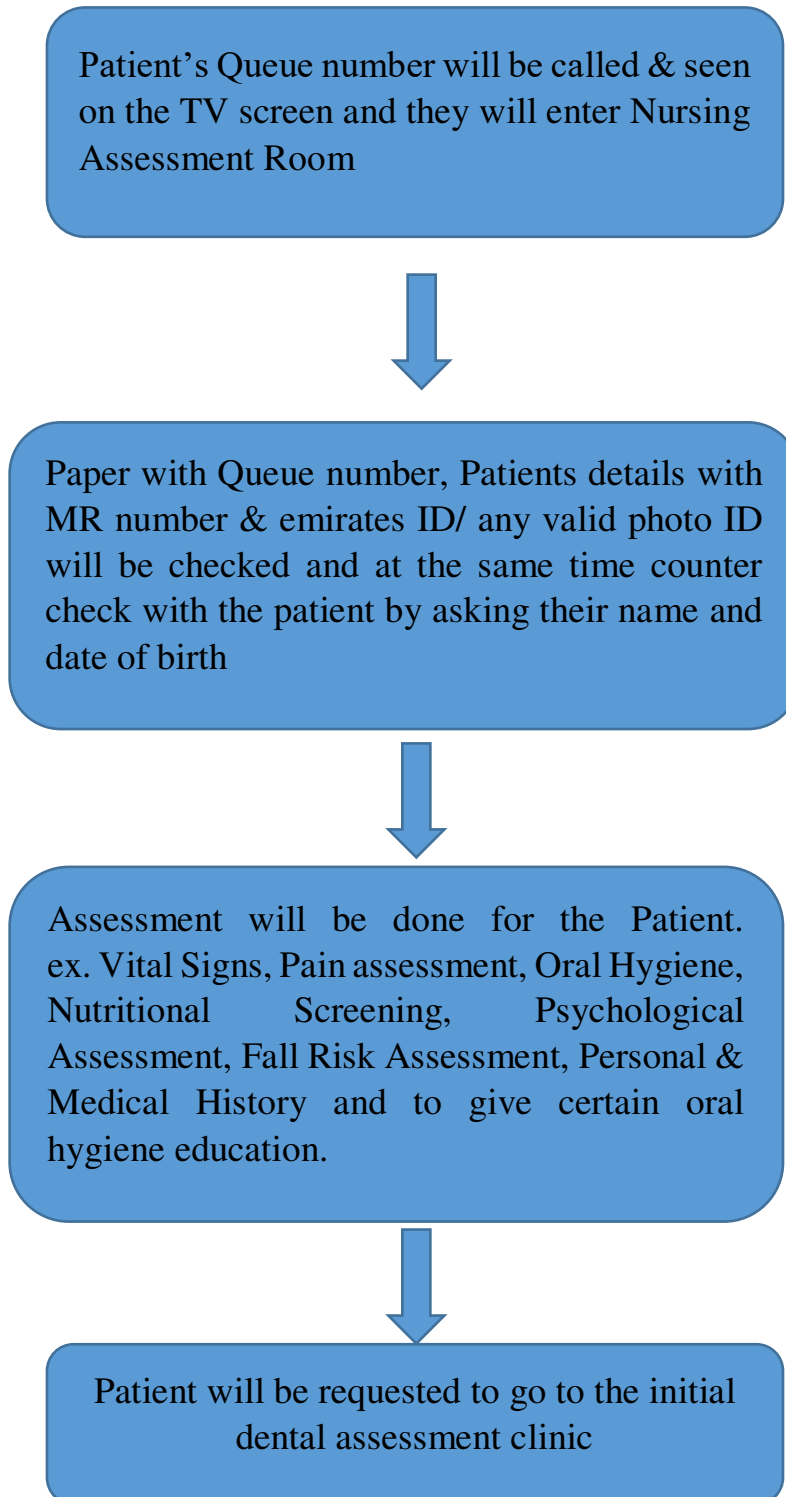 Patient’s Queue number will be called & seen
on the TV screen and they will enter Nursing
Assessment Room
Paper with Queue number, Patients details with
MR number & emirates ID/ any valid photo ID
will be checked and at the same time counter
check with the patient by asking their name and
date of birth
Assessment will be done for the Patient.
ex. Vital Signs, Pain assessment, Oral Hygiene,
Nutritional Screening, Psychological
Assessment, Fall Risk Assessment, Personal &
Medical History and to give certain oral
hygiene education.
Patient will be requested to go to the initial
dental assessment clinic